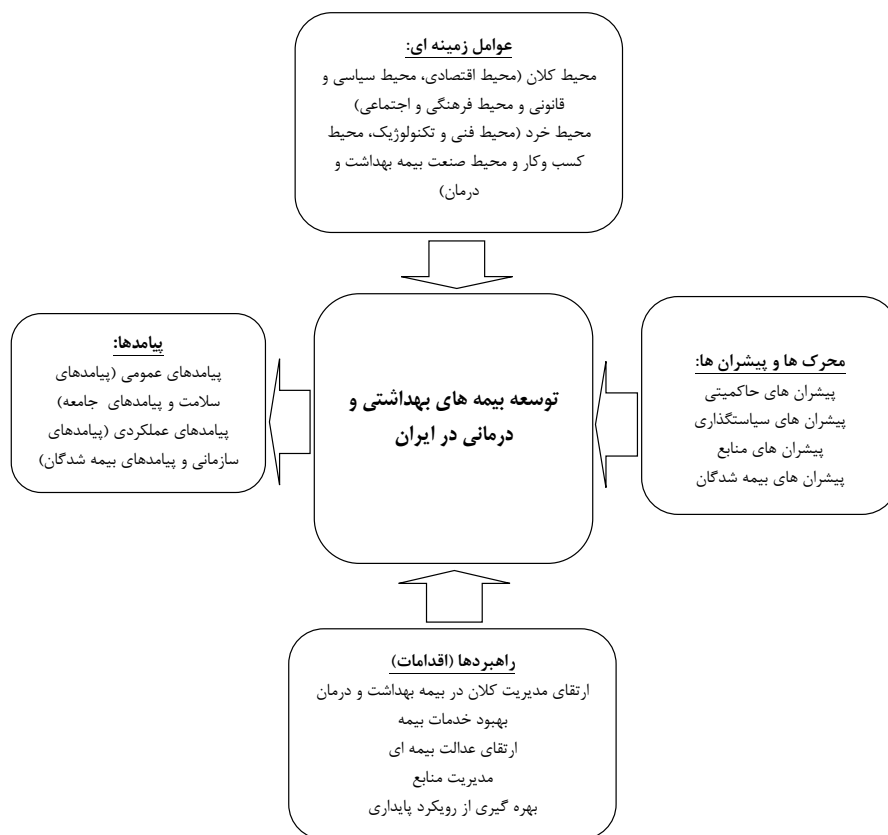 عوامل زمینه ای:
محیط کلان (محیط اقتصادی، محیط سیاسی و
قانونی و محیط فرهنگی و اجتماعی)
محیط خرد (محیط فنی و تکنولوژیک، محیط
کسب وکار و محیط صنعت بیمه بهداشت و
درمان)
محرک ها و پیشران ها:
پیشران های حاکمیتی
پیشران های سیاستگذاری
پیشران های منابع
پیشران های بیمه شدگان
توسعه بیمه های بهداشتی و
درمانی در ایران
پیامدها:
پیامدهای عمومی (پیامدهای
سلامت و پیامدهای جامعه)
پیامدهای عملکردی (پیامدهای
سازمانی و پیامدهای بیمه شدگان)
راهبردها (اقدامات)
ارتقای مدیریت کلان در بیمه بهداشت و درمان
بهبود خدمات بیمه
ارتقای عدالت بیمه ای
مدیریت منابع
بهره گیری از رویکرد پایداری